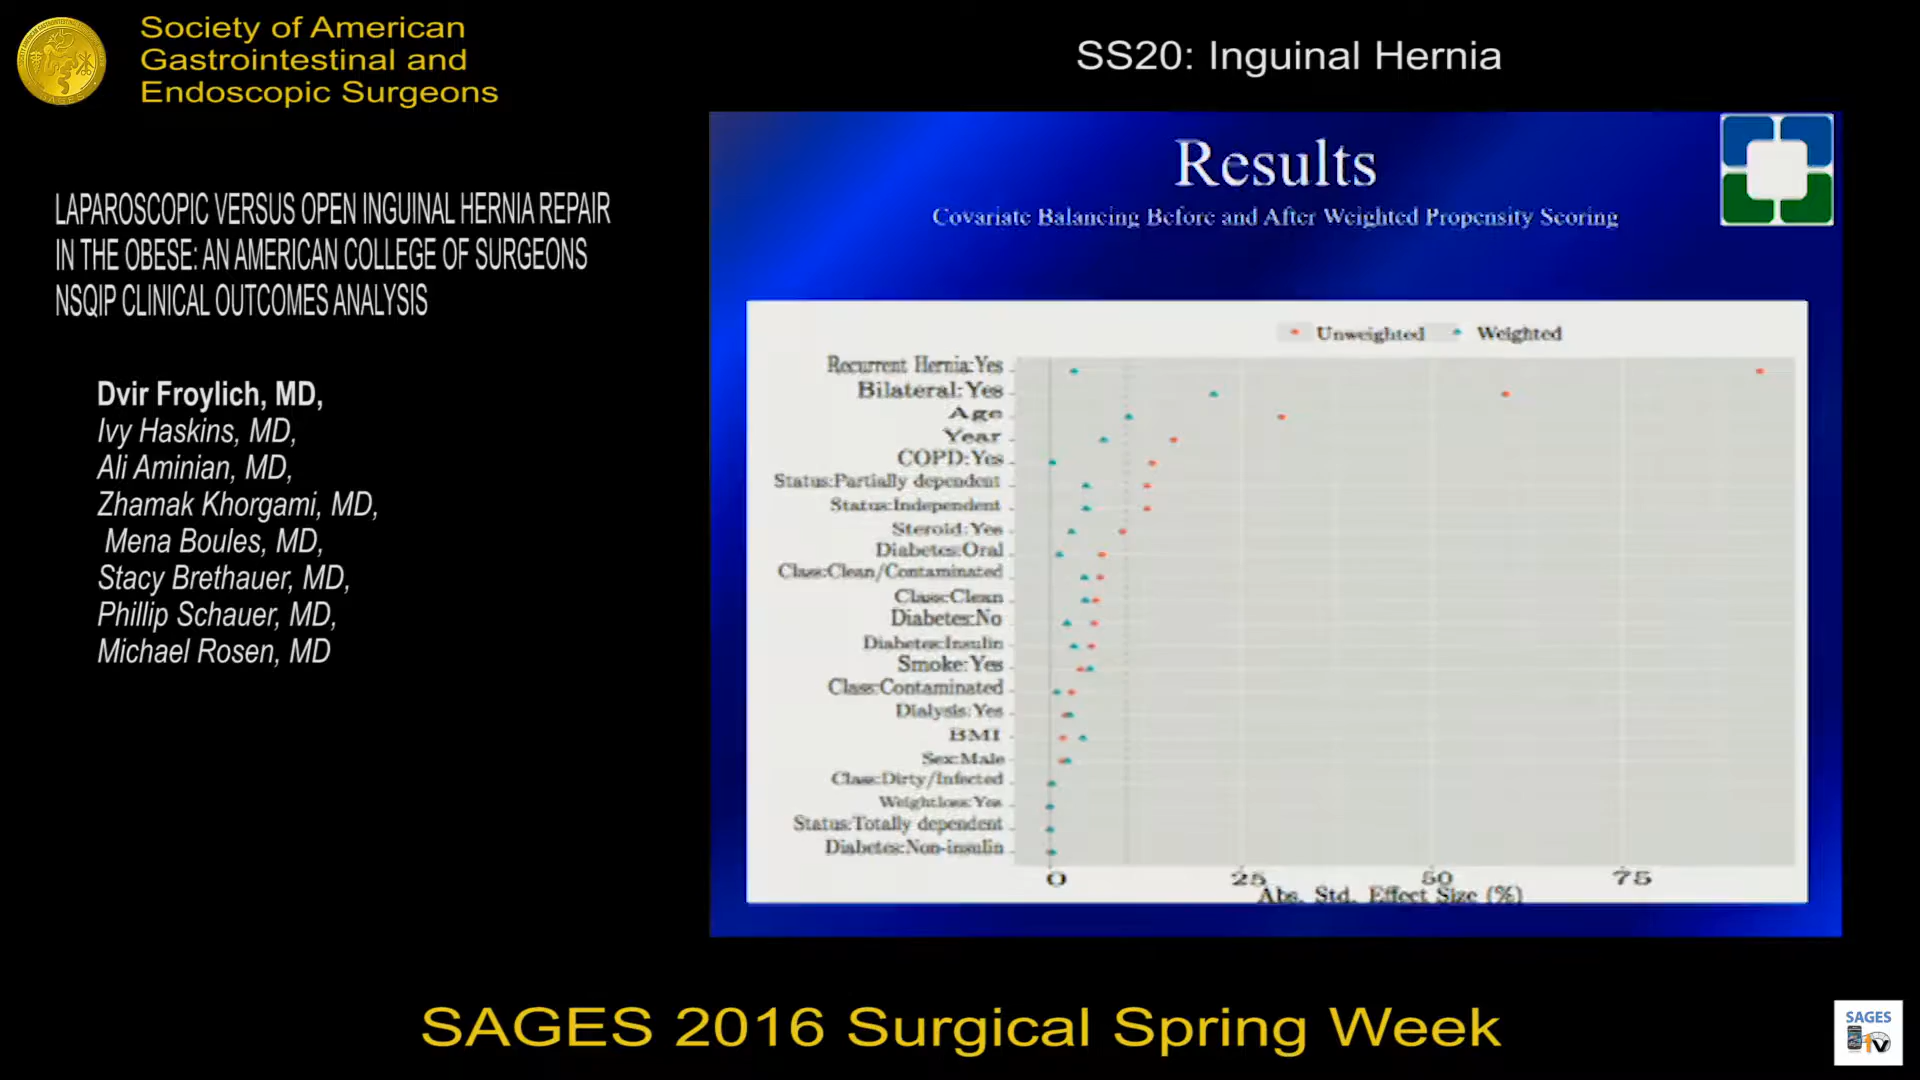 Society of American
Gastrointestinal and
Endoscopic Surgeons
SS20: Inguinal Hernia
LAPAROSCOPIC VERSUS OPEN INGUINAL HERNIA REPAIR
IN THE OBESE: AN AMERICAN COLLEGE OF SURGEONS
NSQIP CLINICAL OUTCOMES ANALYSIS
Dvir Froylich, MD,
Ivy Haskins, MD,
Ali Aminian, MD,
Zhamak Khorgami, MD,
Mena Boules, MD,
Stacy Brethauer, MD,
Phillip Schauer, MD,
Michael Rosen, MD
Results
Covariate Balancing Before and After Weighted Propensity Scoring
Unweighted Weighted
Recurrent Hernia:Yes
Bilateral:Yes
Age
Year
COPD:Yes
Status:Partially dependent
Status:Independent
Steroid:Yes
Diabetes:Oral
Class:Clean/Contaminated
Class:Clean
Diabetes:No
Diabetes:Insulin
Smoke:Yes
Class:Contaminated
Dialysis:Yes
BMI
Sex:Male
Class:Dirty/Infected
Weightloss:Yes
Status:Totally dependent
Diabetes:Non-insulin
0 25 50 75
Abs. Std. Effect Size (%)
SAGES 2016 Surgical Spring Week
SAGES
TV